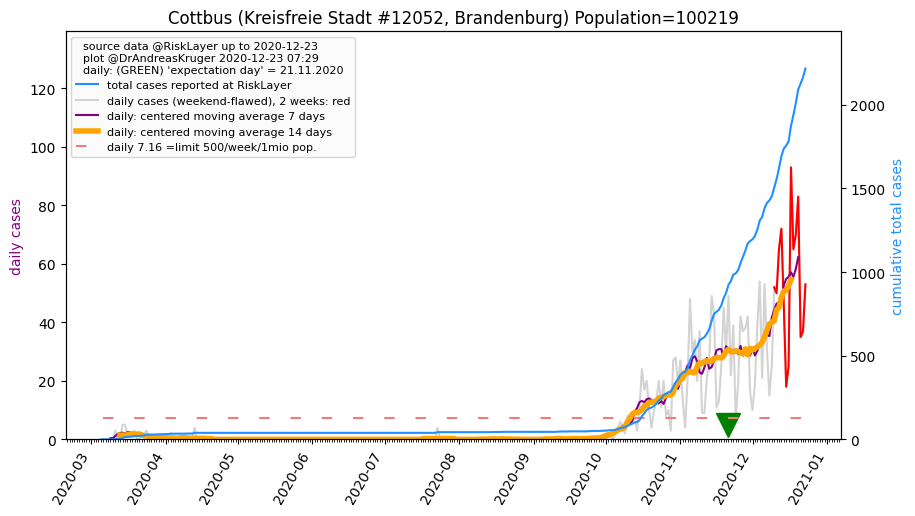 Cottbus (Kreisfreie Stadt #12052, Brandenburg) Population=100219
source data @RiskLayer up to 2020-12-23
plot @DrAndreasKruger 2020-12-23 07:29
daily: (GREEN) 'expectation day' = 21.11.2020
total cases reported at RiskLayer
daily cases (weekend-flawed), 2 weeks: red
daily: centered moving average 7 days
daily: centered moving average 14 days
daily 7.16 =limit 500/week/1mio pop.
daily cases
120
100
80
60
40
20
0
cumulative total cases
2000
1500
1000
500
0
2020-03
2020-04
2020-05
2020-06
2020-07
2020-08
2020-09
2020-10
2020-11
2020-12
2021-01